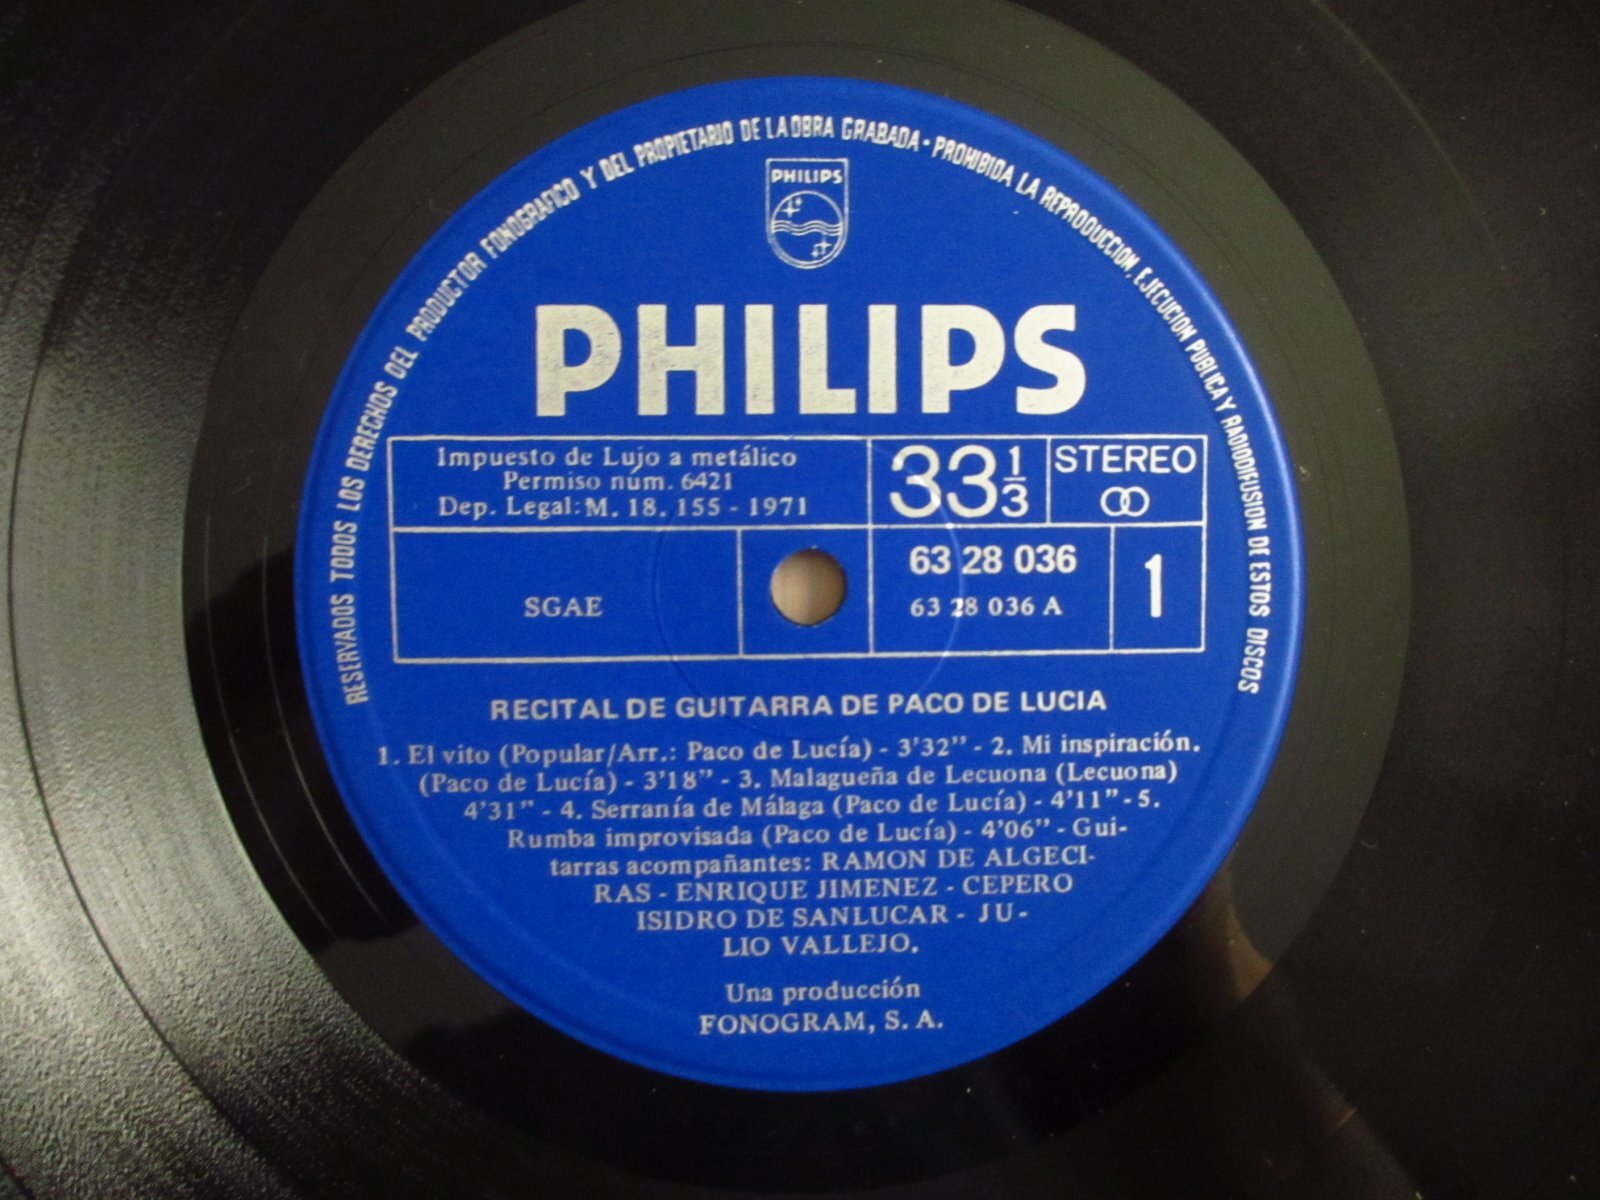 RESERVADOS TODOS LOS DERECHOS DEL PRODUCTOR FONOGRAFICO Y DEL PROPIETARIO DE LA OBRA GRABADA - PROHIBIDA LA REPRODUCCION, EJECUCION PUBLICA Y RADIODIFUSION DE ESTOS DISCOS
PHILIPS
PHILIPS
Impuesto de Lujo a metálico
Permiso núm. 6421
Dep. Legal: M. 18. 155 - 1971
33 1/3
STEREO
SGAE
63 28 036
63 28 036 A
1
RECITAL DE GUITARRA DE PACO DE LUCIA
1. El vito (Popular/Arr.: Paco de Lucía) - 3'32" - 2. Mi inspiración.
(Paco de Lucía) - 3'18" - 3. Malagueña de Lecuona (Lecuona)
4'31" - 4. Serranía de Málaga (Paco de Lucía) - 4'11" - 5.
Rumba improvisada (Paco de Lucía) - 4'06" - Gui-
tarras acompañantes: RAMON DE ALGECI-
RAS - ENRIQUE JIMENEZ - CEPERO
ISIDRO DE SANLUCAR - JU-
LIO VALLEJO.
Una producción
FONOGRAM, S. A.